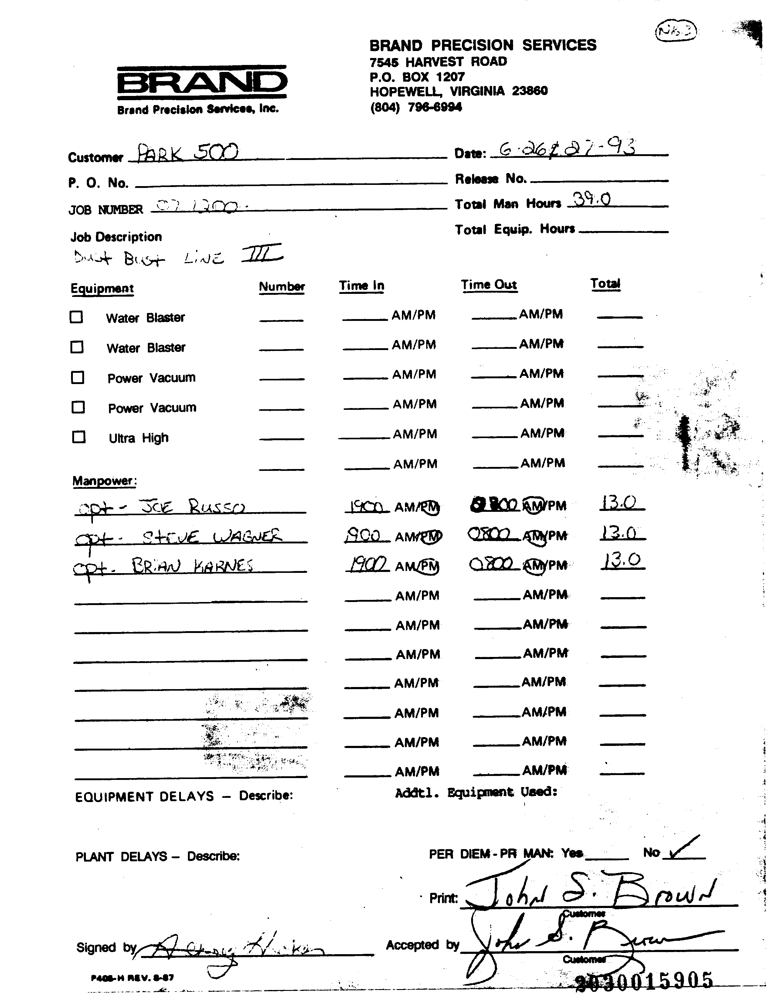 NB3
BRAND PRECISION SERVICES
7545 HARVEST ROAD
P.O. BOX 1207
HOPEWELL, VIRGINIA 23860
(804) 796-6994
BRAND
Brand Precision Services, Inc.
Customer PARK 500 Date: 6-26 & 27-93
P. O. No. Release No.
JOB NUMBER 07 1200. Total Man Hours 39.0
Job Description Total Equip. Hours
Dust Bust LINE III
Equipment Number Time In Time Out Total
Water Blaster AM/PM AM/PM
Water Blaster AM/PM AM/PM
Power Vacuum AM/PM AM/PM
Power Vacuum AM/PM AM/PM
Ultra High AM/PM AM/PM
AM/PM AM/PM
Manpower:
opt - JOE RUSSO 1900 AM/PM 0800 AM/PM 13.0
opt - STEVE WAGNER 1900 AM/PM 0800 AM/PM 13.0
opt. BRIAN KARNES 1900 AM/PM 0800 AM/PM 13.0
AM/PM AM/PM
AM/PM AM/PM
AM/PM AM/PM
AM/PM AM/PM
AM/PM AM/PM
AM/PM AM/PM
AM/PM AM/PM
EQUIPMENT DELAYS – Describe: Addtl. Equipment Used:
PLANT DELAYS – Describe: PER DIEM - PR MAN: Yes No ✓
Print: John S. Brown
Customer
Signed by Accepted by John S. Brown
Customer
P406-H REV. 8-87
2030015905